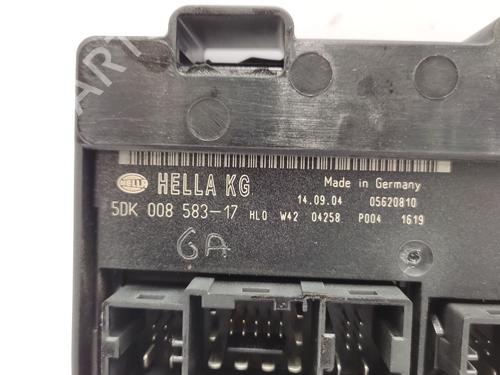 HELLA
HELLA KG
Made in Germany
14.09.04 05620810
5DK 008 583-17 HLO W42 04258 P004 1619
GA